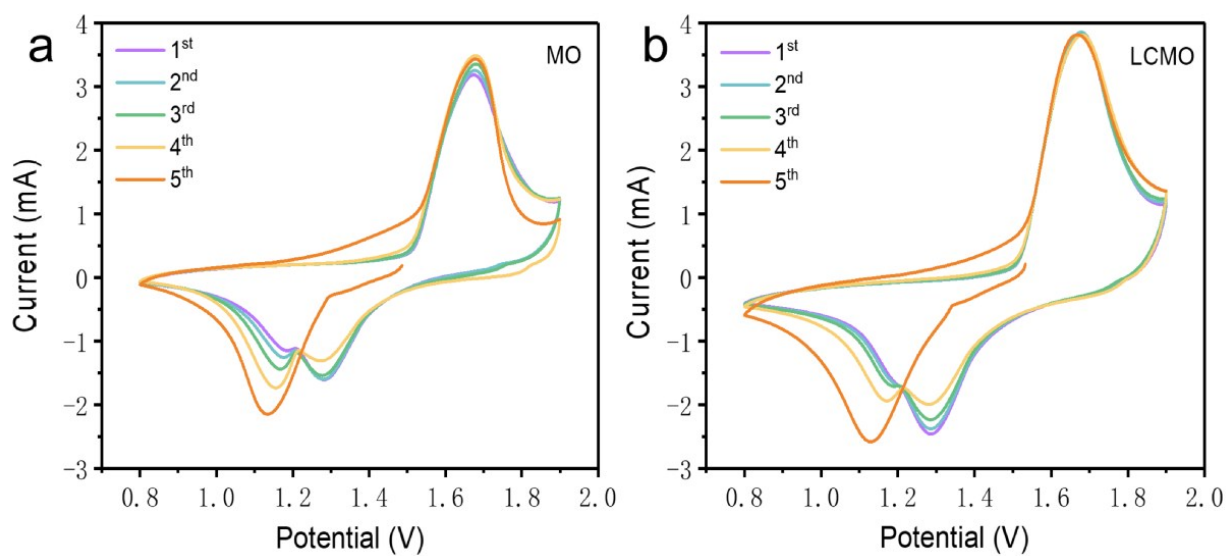 a
MO
1st
2nd
3rd
4th
5th
Current (mA)
4
3
2
1
0
-1
-2
-3
0.8 1.0 1.2 1.4 1.6 1.8 2.0
Potential (V)
b
LCMO
1st
2nd
3rd
4th
5th
Current (mA)
4
3
2
1
0
-1
-2
-3
0.8 1.0 1.2 1.4 1.6 1.8 2.0
Potential (V)